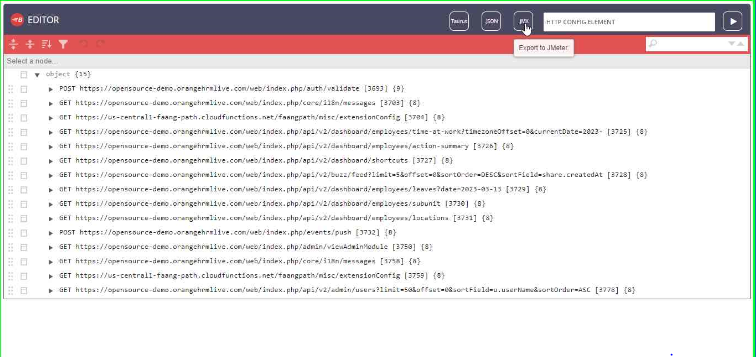 B EDITOR
Taurus
JSON
JMX
HTTP CONFIG ELEMENT
Export to JMeter
Select a node...
object {15}
POST https://opensource-demo.orangehrmlive.com/web/index.php/auth/validate [3693] {9}
GET https://opensource-demo.orangehrmlive.com/web/index.php/core/i18n/messages [3703] {8}
GET https://us-central1-faang-path.cloudfunctions.net/faangpath/misc/extensionConfig [3704] {8}
GET https://opensource-demo.orangehrmlive.com/web/index.php/api/v2/dashboard/employees/time-at-work?timezoneOffset=0&currentDate=2023- [3725] {8}
GET https://opensource-demo.orangehrmlive.com/web/index.php/api/v2/dashboard/employees/action-summary [3726] {8}
GET https://opensource-demo.orangehrmlive.com/web/index.php/api/v2/dashboard/shortcuts [3727] {8}
GET https://opensource-demo.orangehrmlive.com/web/index.php/api/v2/buzz/feed?limit=5&offset=0&sortOrder=DESC&sortField=share.createdAt [3728] {8}
GET https://opensource-demo.orangehrmlive.com/web/index.php/api/v2/dashboard/employees/leaves?date=2023-03-13 [3729] {8}
GET https://opensource-demo.orangehrmlive.com/web/index.php/api/v2/dashboard/employees/subunit [3730] {8}
GET https://opensource-demo.orangehrmlive.com/web/index.php/api/v2/dashboard/employees/locations [3731] {8}
POST https://opensource-demo.orangehrmlive.com/web/index.php/events/push [3732] {8}
GET https://opensource-demo.orangehrmlive.com/web/index.php/admin/viewAdminModule [3750] {8}
GET https://opensource-demo.orangehrmlive.com/web/index.php/core/i18n/messages [3758] {8}
GET https://us-central1-faang-path.cloudfunctions.net/faangpath/misc/extensionConfig [3759] {8}
GET https://opensource-demo.orangehrmlive.com/web/index.php/api/v2/admin/users?limit=50&offset=0&sortField=u.userName&sortOrder=ASC [3778] {8}